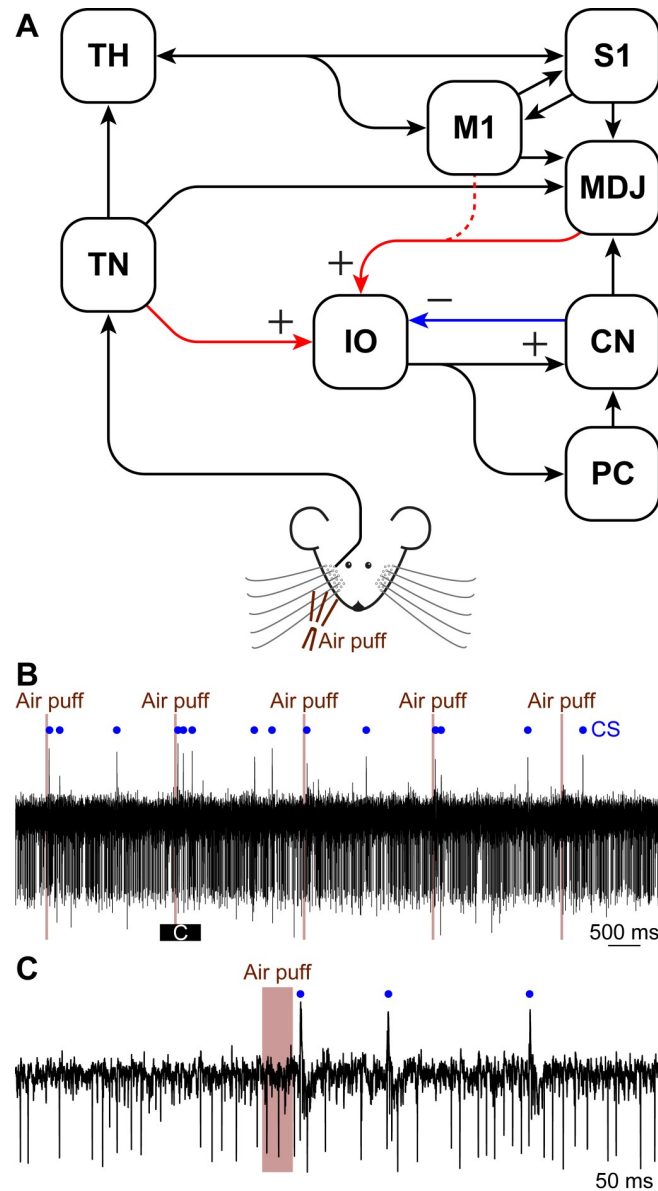 A
TH
S1
M1
MDJ
TN
+
+
−
IO
+
CN
PC
Air puff
B
Air puff Air puff Air puff Air puff Air puff
CS
C
500 ms
C
Air puff
50 ms